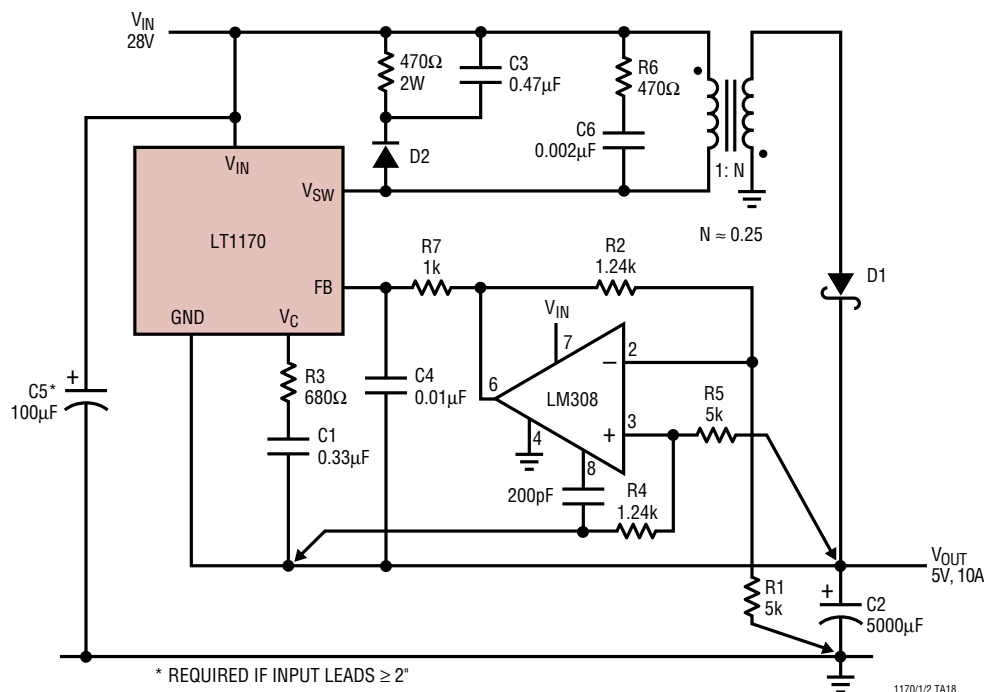 VIN
28V
470Ω
2W
C3
0.47µF
R6
470Ω
C6
0.002µF
D2
1: N
N ≈ 0.25
VIN
VSW
LT1170
FB
GND
VC
R7
1k
R2
1.24k
D1
VIN
7
2
–
6
LM308
3
+
4
8
R5
5k
C5*
100µF
+
R3
680Ω
C4
0.01µF
C1
0.33µF
200pF
R4
1.24k
VOUT
5V, 10A
R1
5k
+
C2
5000µF
* REQUIRED IF INPUT LEADS ≥ 2"
1170/1/2 TA18